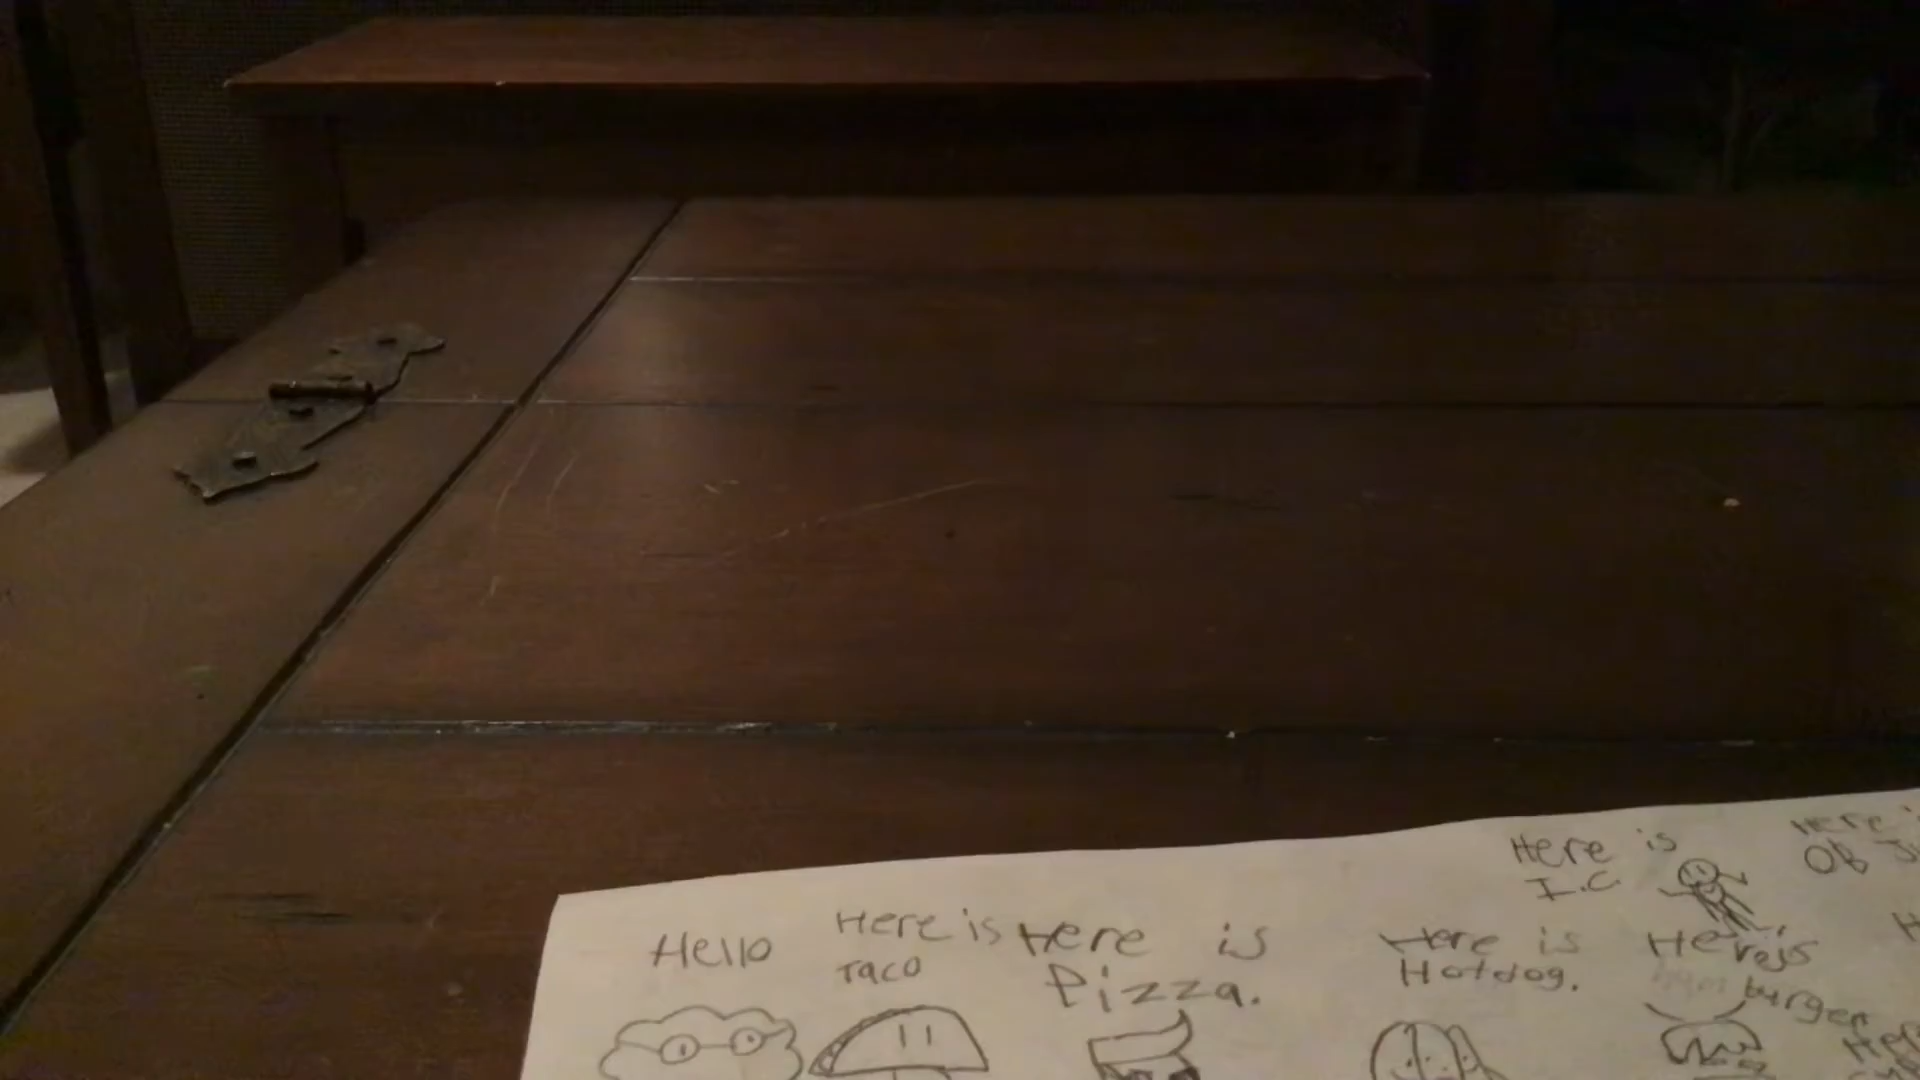 Hello
Here is
Taco
Here is
Pizza.
Here is
Hotdog.
Here is
I.C.
Here is
burger